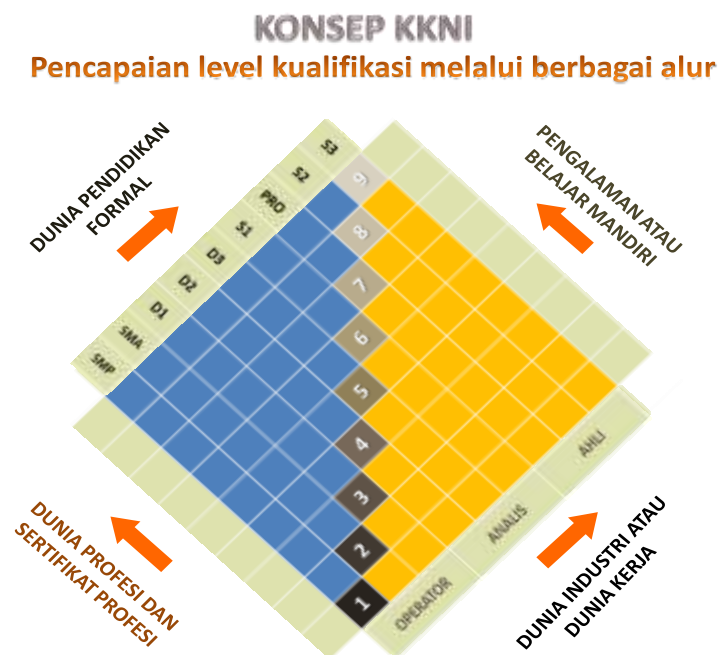 KONSEP KKNI
Pencapaian level kualifikasi melalui berbagai alur
DUNIA PENDIDIKAN
FORMAL
PENGALAMAN ATAU
BELAJAR MANDIRI
S3
S2
PRO
S1
D3
D2
D1
SMA
SMP
9
8
7
6
5
4
3
2
1
AHLI
ANALIS
OPERATOR
DUNIA PROFESI DAN
SERTIFIKAT PROFESI
DUNIA INDUSTRI ATAU
DUNIA KERJA